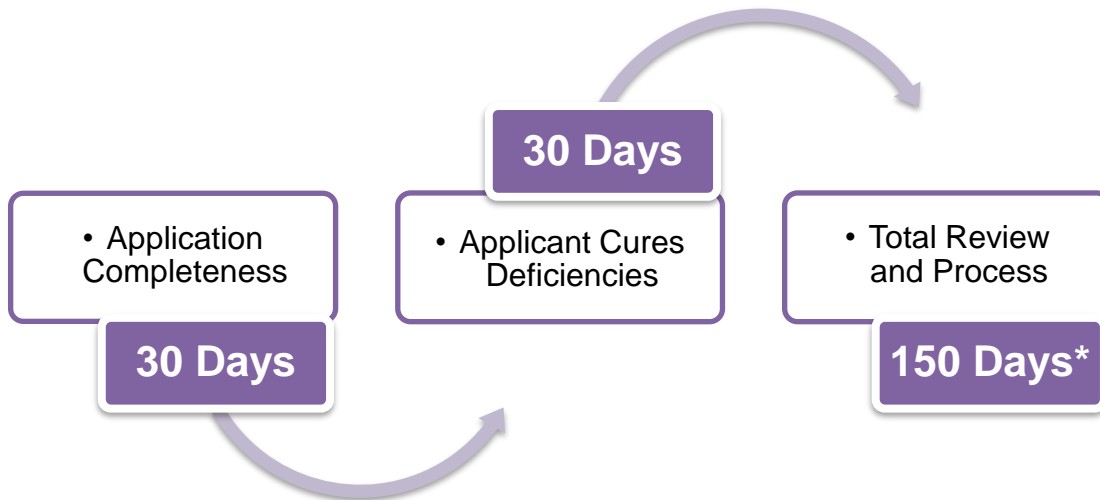 • Application
Completeness
30 Days
30 Days
• Applicant Cures
Deficiencies
• Total Review
and Process
150 Days*